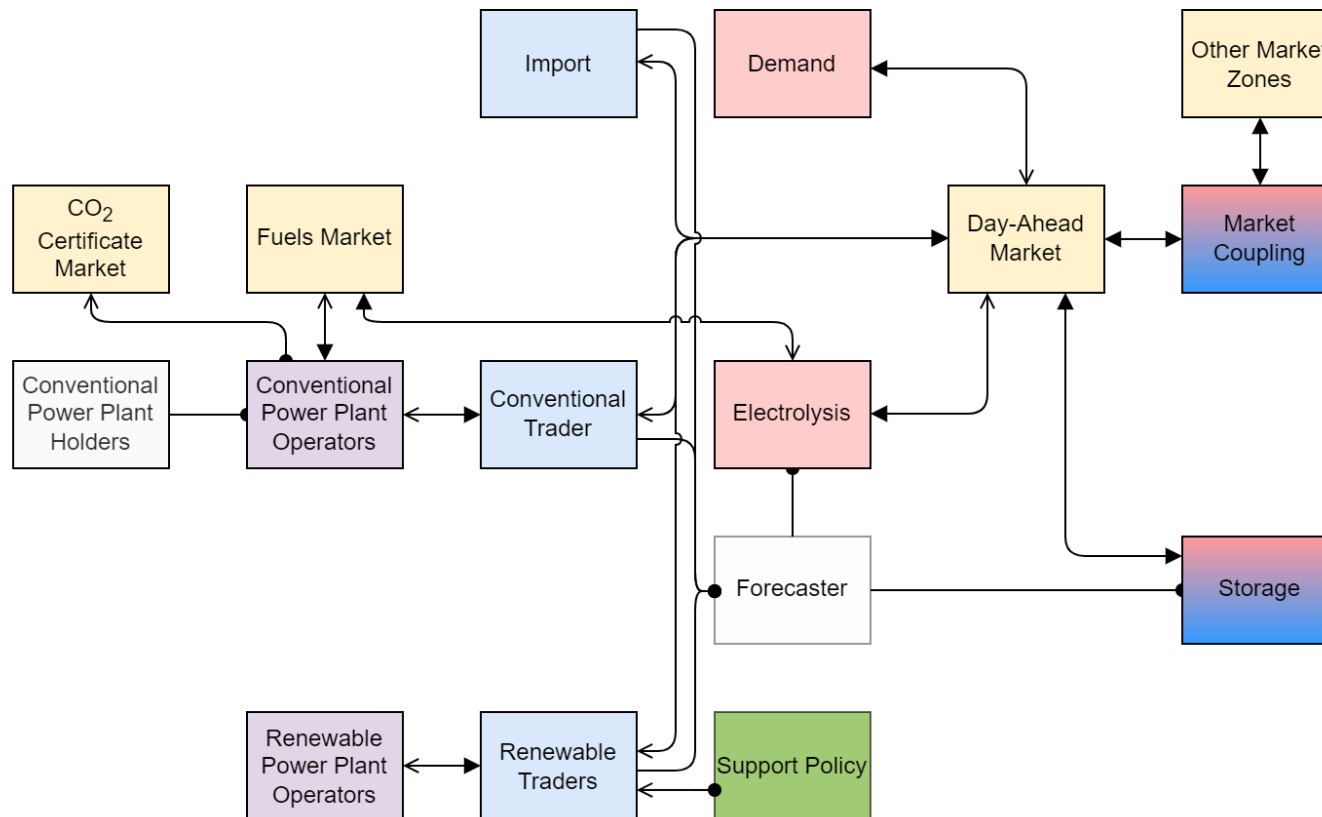 Import
Demand
Other Market
Zones
CO₂
Certificate
Market
Fuels Market
Day-Ahead
Market
Market
Coupling
Conventional
Power Plant
Holders
Conventional
Power Plant
Operators
Conventional
Trader
Electrolysis
Forecaster
Storage
Renewable
Power Plant
Operators
Renewable
Traders
Support Policy